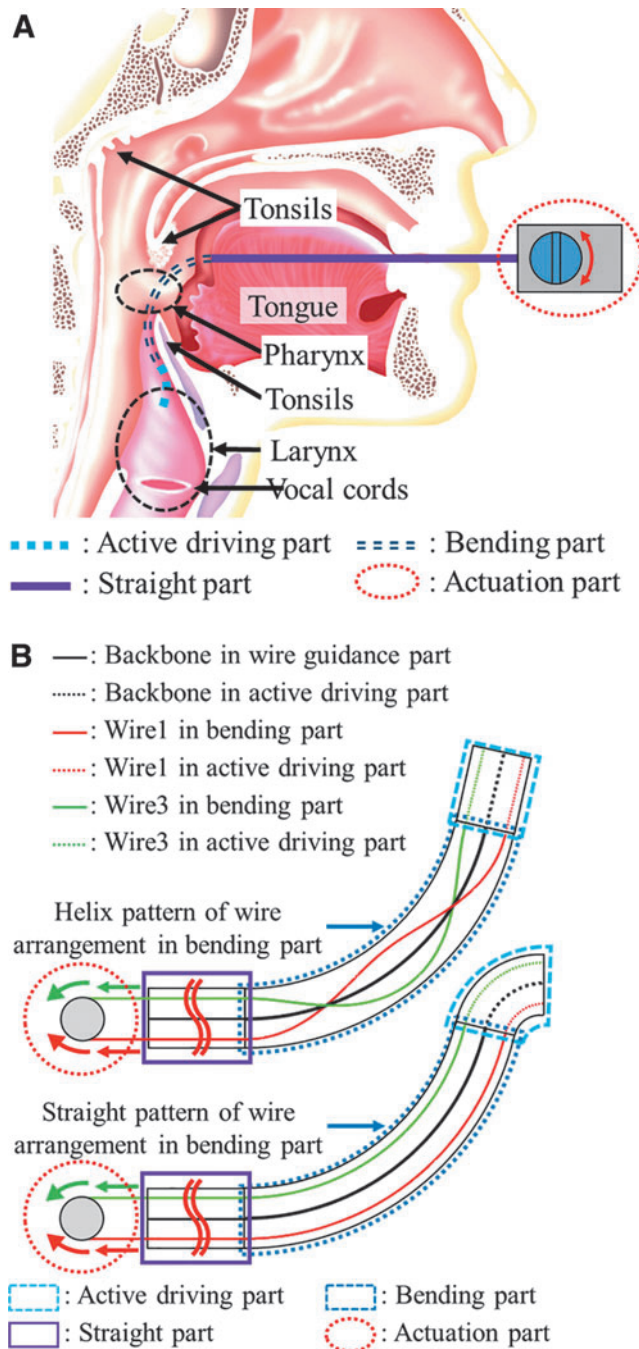 A
Tonsils
Tongue
Pharynx
Tonsils
Larynx
Vocal cords
: Active driving part
: Bending part
: Straight part
: Actuation part
B
: Backbone in wire guidance part
: Backbone in active driving part
: Wire1 in bending part
: Wire1 in active driving part
: Wire3 in bending part
: Wire3 in active driving part
Helix pattern of wire
arrangement in bending part
Straight pattern of wire
arrangement in bending part
: Active driving part
: Bending part
: Straight part
: Actuation part